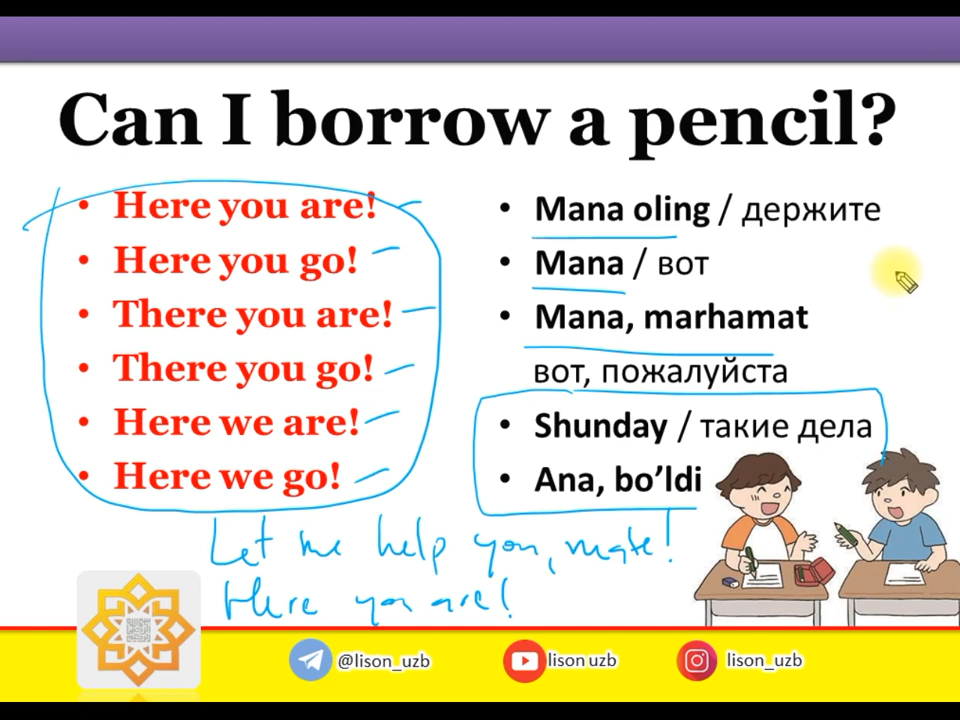 Can I borrow a pencil?
• Here you are!
• Here you go!
• There you are!
• There you go!
• Here we are!
• Here we go!
• Mana oling / держите
• Mana / вот
• Mana, marhamat
вот, пожалуйста
• Shunday / такие дела
• Ana, bo’ldi
Let me help you, mate!
Here you are!
@lison_uzb
lison uzb
lison_uzb